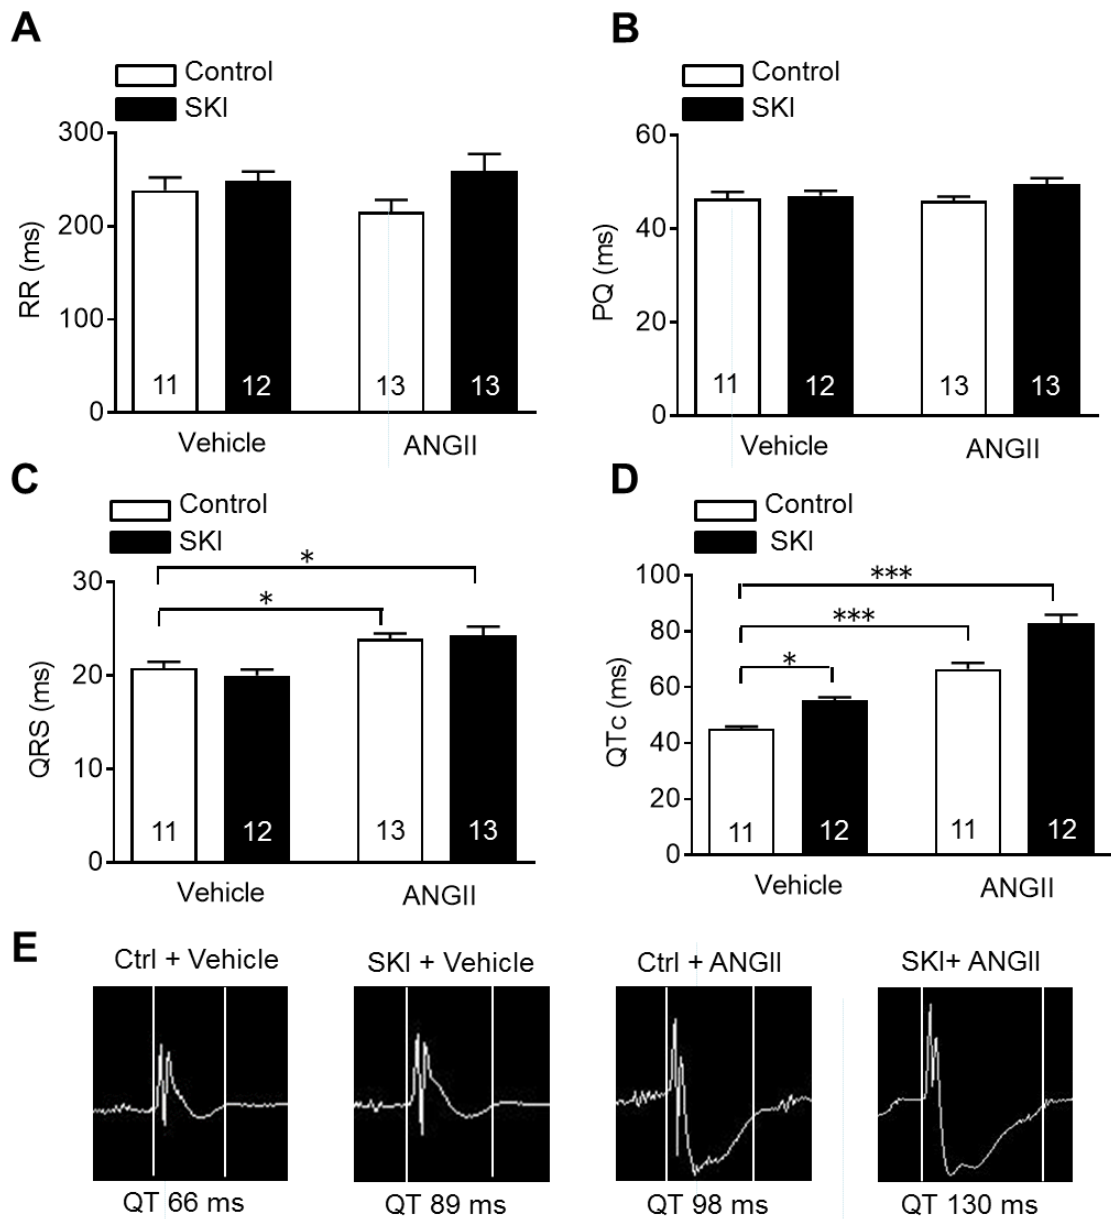 A
Control
SKI
300
200
100
0
RR (ms)
11
12
13
13
Vehicle
ANGII
B
Control
SKI
60
40
20
0
PQ (ms)
11
12
13
13
Vehicle
ANGII
C
Control
SKI
30
20
10
0
QRS (ms)
*
*
11
12
13
13
Vehicle
ANGII
D
Control
SKI
100
80
60
40
20
0
QTc (ms)
***
***
*
11
12
11
12
Vehicle
ANGII
E
Ctrl + Vehicle
SKI + Vehicle
Ctrl + ANGII
SKI+ ANGII
QT 66 ms
QT 89 ms
QT 98 ms
QT 130 ms